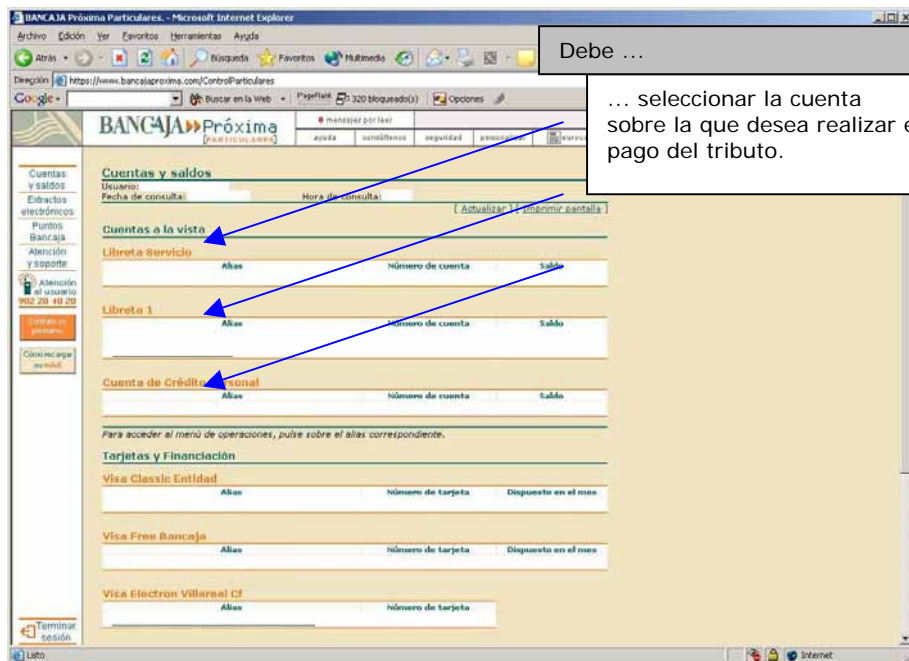 BANCAJA Próxima Particulares. - Microsoft Internet Explorer
Archivo Edición Ver Favoritos Herramientas Ayuda
Atrás Búsqueda Favoritos Multimedia
Dirección https://www.bancajaproxima.com/ControlParticulares
Google Buscar en la Web PageRank 320 bloqueado(s) Opciones
Debe ...
... seleccionar la cuenta
sobre la que desea realizar e
pago del tributo.
BANCAJA Próxima
[PARTICULARES]
mensajes por leer
ayuda consúltenos seguridad personalizar
Cuentas
y saldos
Extractos
electrónicos
Puntos
Bancaja
Atención
y soporte
Atención
al usuario
902 20 40 20
Cómo recargar
su móvil
Terminar
sesión
Cuentas y saldos
Usuario:
Fecha de consulta: Hora de consulta:
[ Actualizar ] [ Imprimir pantalla ]
Cuentas a la vista
Libreta Servicio
Alias Número de cuenta Saldo
Libreta 1
Alias Número de cuenta Saldo
Cuenta de Crédito Personal
Alias Número de cuenta Saldo
Para acceder al menú de operaciones, pulse sobre el alias correspondiente.
Tarjetas y Financiación
Visa Classic Entidad
Alias Número de tarjeta Dispuesto en el mes
Visa Free Bancaja
Alias Número de tarjeta Dispuesto en el mes
Visa Electron Villareal Cf
Alias Número de tarjeta
Listo Internet